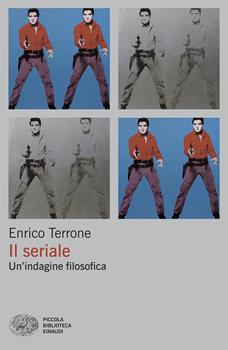 Enrico Terrone
Il seriale
Un'indagine filosofica
PICCOLA
BIBLIOTECA
EINAUDI